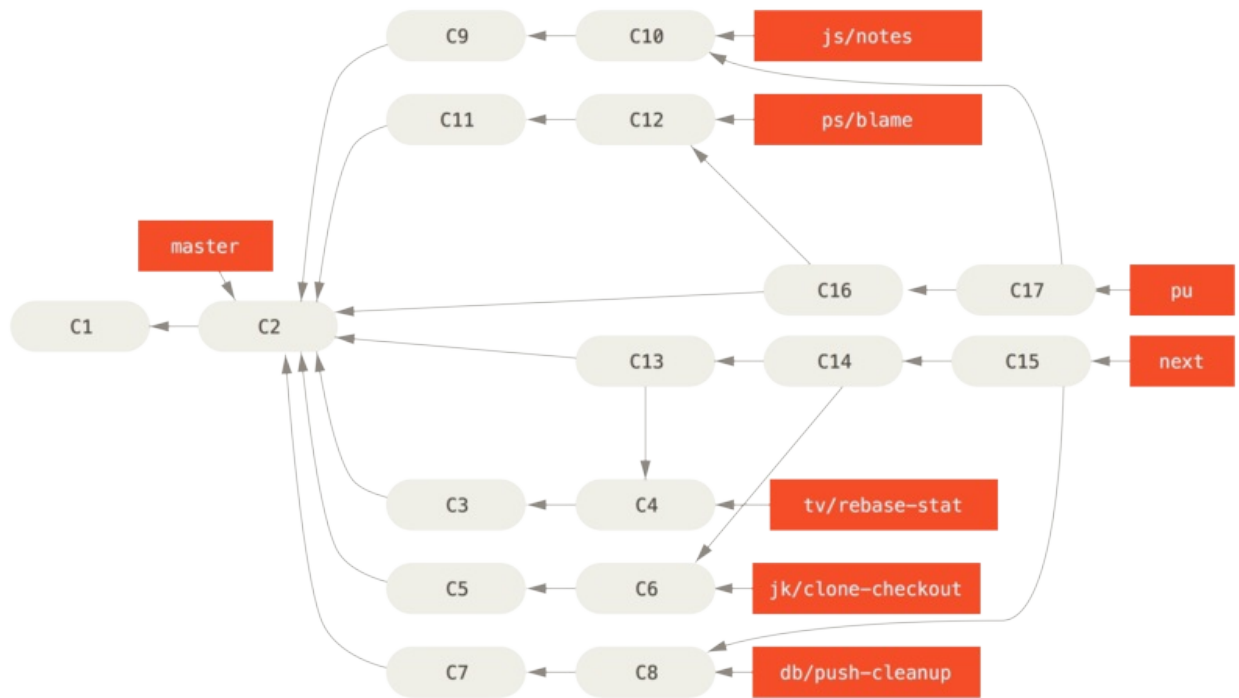 C9 C10 js/notes
C11 C12 ps/blame
master
C16 C17 pu
C1 C2
C13 C14 C15 next
C3 C4 tv/rebase-stat
C5 C6 jk/clone-checkout
C7 C8 db/push-cleanup